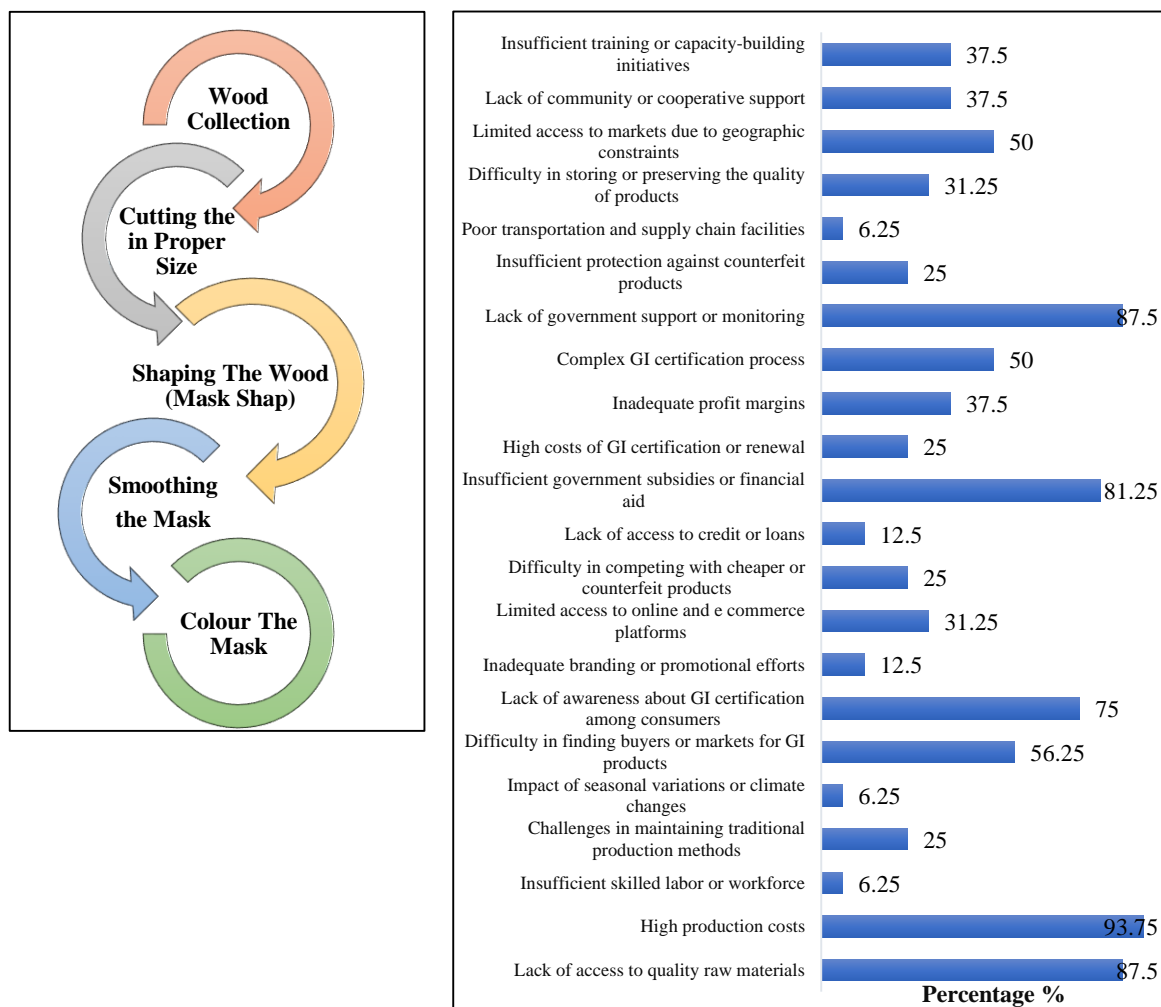 Wood
Collection
Cutting the
in Proper
Size
Shaping The Wood
(Mask Shap)
Smoothing
the Mask
Colour The
Mask
Insufficient training or capacity-building
initiatives
37.5
Lack of community or cooperative support
37.5
Limited access to markets due to geographic
constraints
50
Difficulty in storing or preserving the quality
of products
31.25
Poor transportation and supply chain facilities
6.25
Insufficient protection against counterfeit
products
25
Lack of government support or monitoring
87.5
Complex GI certification process
50
Inadequate profit margins
37.5
High costs of GI certification or renewal
25
Insufficient government subsidies or financial
aid
81.25
Lack of access to credit or loans
12.5
Difficulty in competing with cheaper or
counterfeit products
25
Limited access to online and e commerce
platforms
31.25
Inadequate branding or promotional efforts
12.5
Lack of awareness about GI certification
among consumers
75
Difficulty in finding buyers or markets for GI
products
56.25
Impact of seasonal variations or climate
changes
6.25
Challenges in maintaining traditional
production methods
25
Insufficient skilled labor or workforce
6.25
High production costs
93.75
Lack of access to quality raw materials
87.5
Percentage %